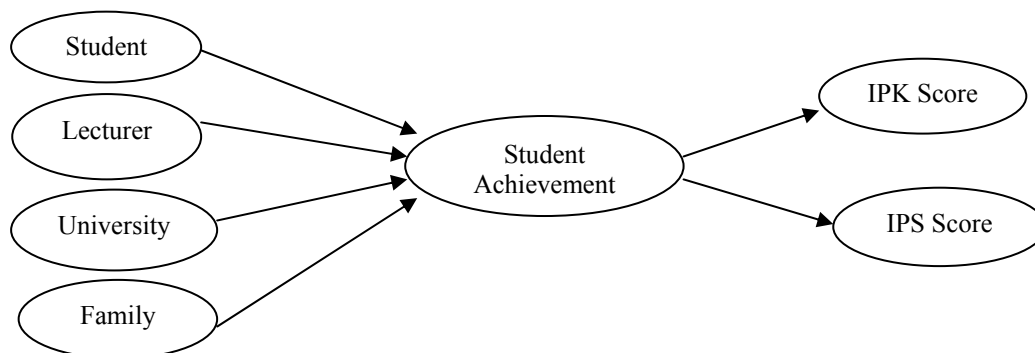 Student
Lecturer
University
Family
Student
Achievement
IPK Score
IPS Score